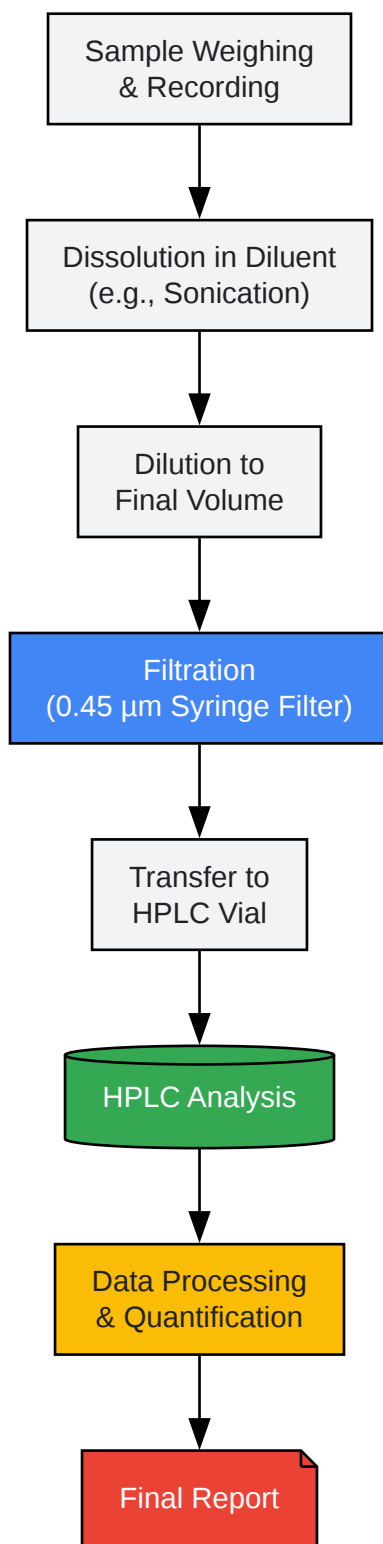 Sample Weighing
& Recording
Dissolution in Diluent
(e.g., Sonication)
Dilution to
Final Volume
Filtration
(0.45 µm Syringe Filter)
Transfer to
HPLC Vial
HPLC Analysis
Data Processing
& Quantification
Final Report